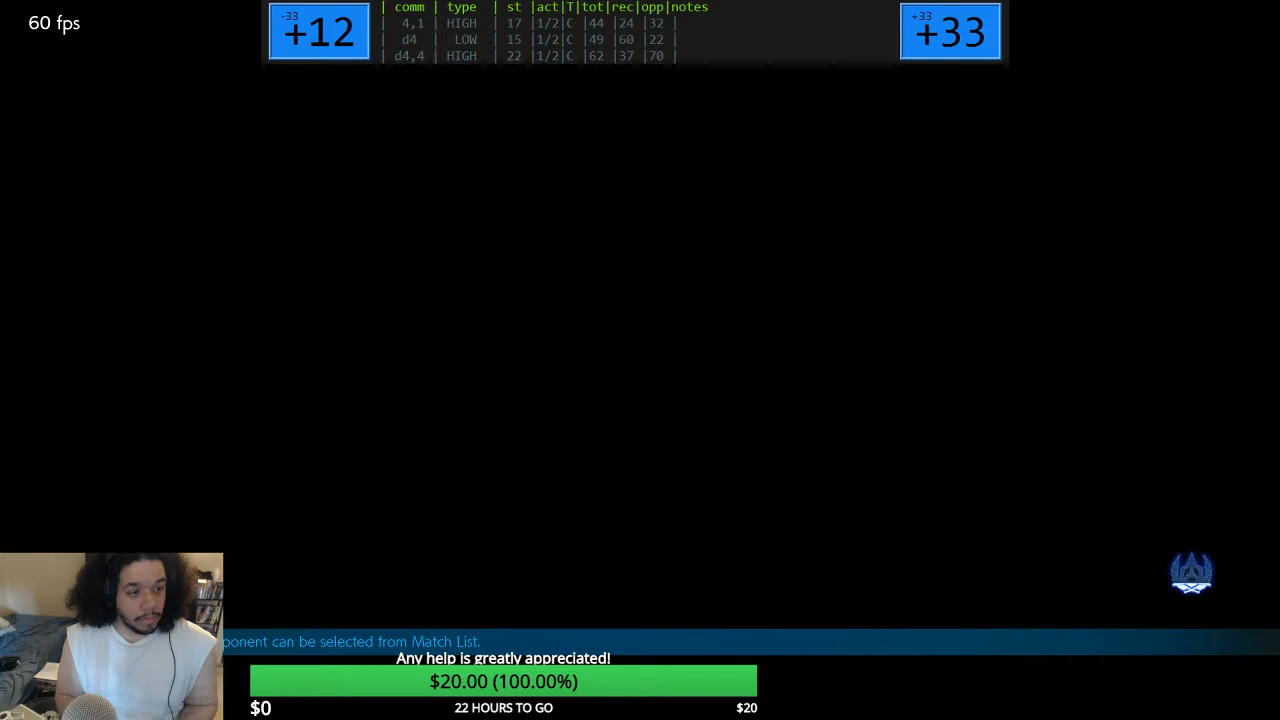 60 fps
-33
+12
| comm | type | st |act|T|tot|rec|opp|notes
| 4,1 | HIGH | 17 |1/2|C |44 |24 |32 |
| d4 | LOW | 15 |1/2|C |49 |60 |22 |
| d4,4 | HIGH | 22 |1/2|C |62 |37 |70 |
+33
+33
ponent can be selected from Match List.
Any help is greatly appreciated!
$20.00 (100.00%)
$0
22 HOURS TO GO
$20